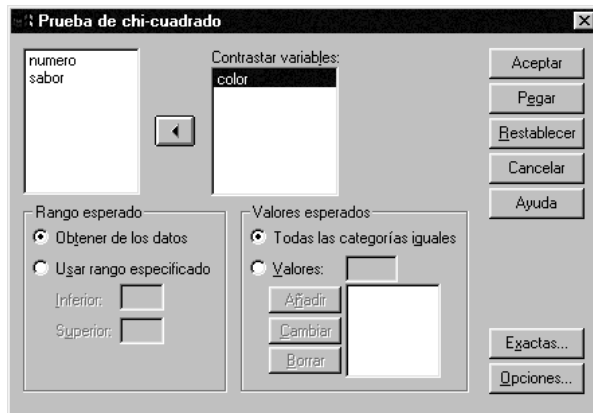 Prueba de chi-cuadrado
numero
sabor
Contrastar variables:
color
Aceptar
Pegar
Restablecer
Cancelar
Ayuda
Rango esperado
Obtener de los datos
Usar rango especificado
Inferior:
Superior:
Valores esperados
Todas las categorías iguales
Valores:
Añadir
Cambiar
Borrar
Exactas...
Opciones...